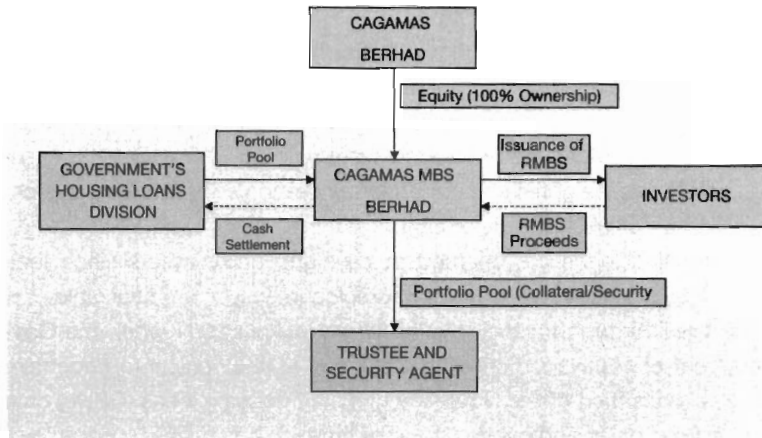 CAGAMAS
BERHAD
Equity (100% Ownership)
Portfolio
Pool
Issuance of
RMBS
GOVERNMENT'S
HOUSING LOANS
DIVISION
CAGAMAS MBS
BERHAD
INVESTORS
Cash
Settlement
RMBS
Proceeds
Portfolio Pool (Collateral/Security
TRUSTEE AND
SECURITY AGENT